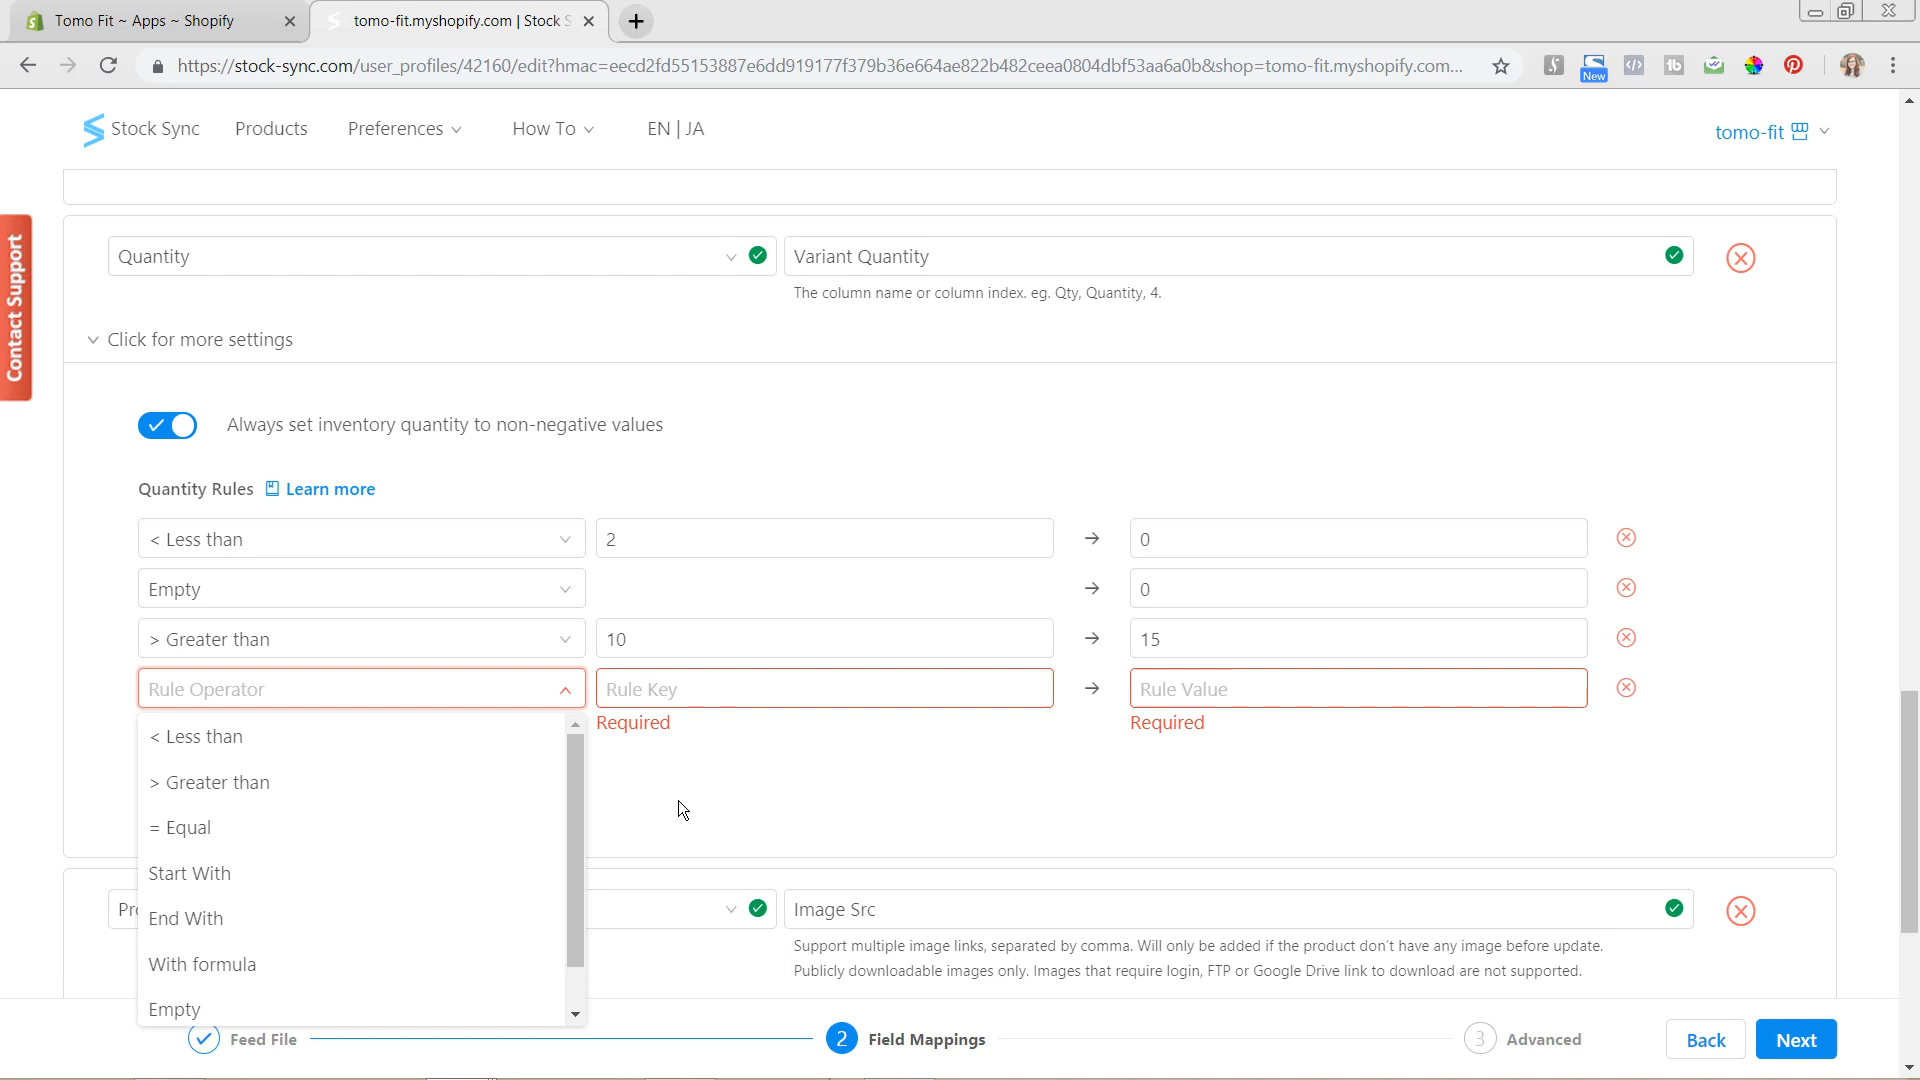 Tomo Fit ~ Apps ~ Shopify
tomo-fit.myshopify.com | Stock S
https://stock-sync.com/user_profiles/42160/edit?hmac=eecd2fd55153887e6dd919177f379b36e664ae822b482ceea0804dbf53aa6a0b&shop=tomo-fit.myshopify.com...
New
Stock Sync
Products
Preferences
How To
EN | JA
tomo-fit
Contact Support
Quantity
Variant Quantity
The column name or column index. eg. Qty, Quantity, 4.
Click for more settings
Always set inventory quantity to non-negative values
Quantity Rules
Learn more
< Less than
2
0
Empty
0
> Greater than
10
15
Rule Operator
Rule Key
Rule Value
Required
Required
< Less than
> Greater than
= Equal
Start With
End With
With formula
Empty
Image Src
Support multiple image links, separated by comma. Will only be added if the product don't have any image before update.
Publicly downloadable images only. Images that require login, FTP or Google Drive link to download are not supported.
Feed File
2
Field Mappings
3
Advanced
Back
Next